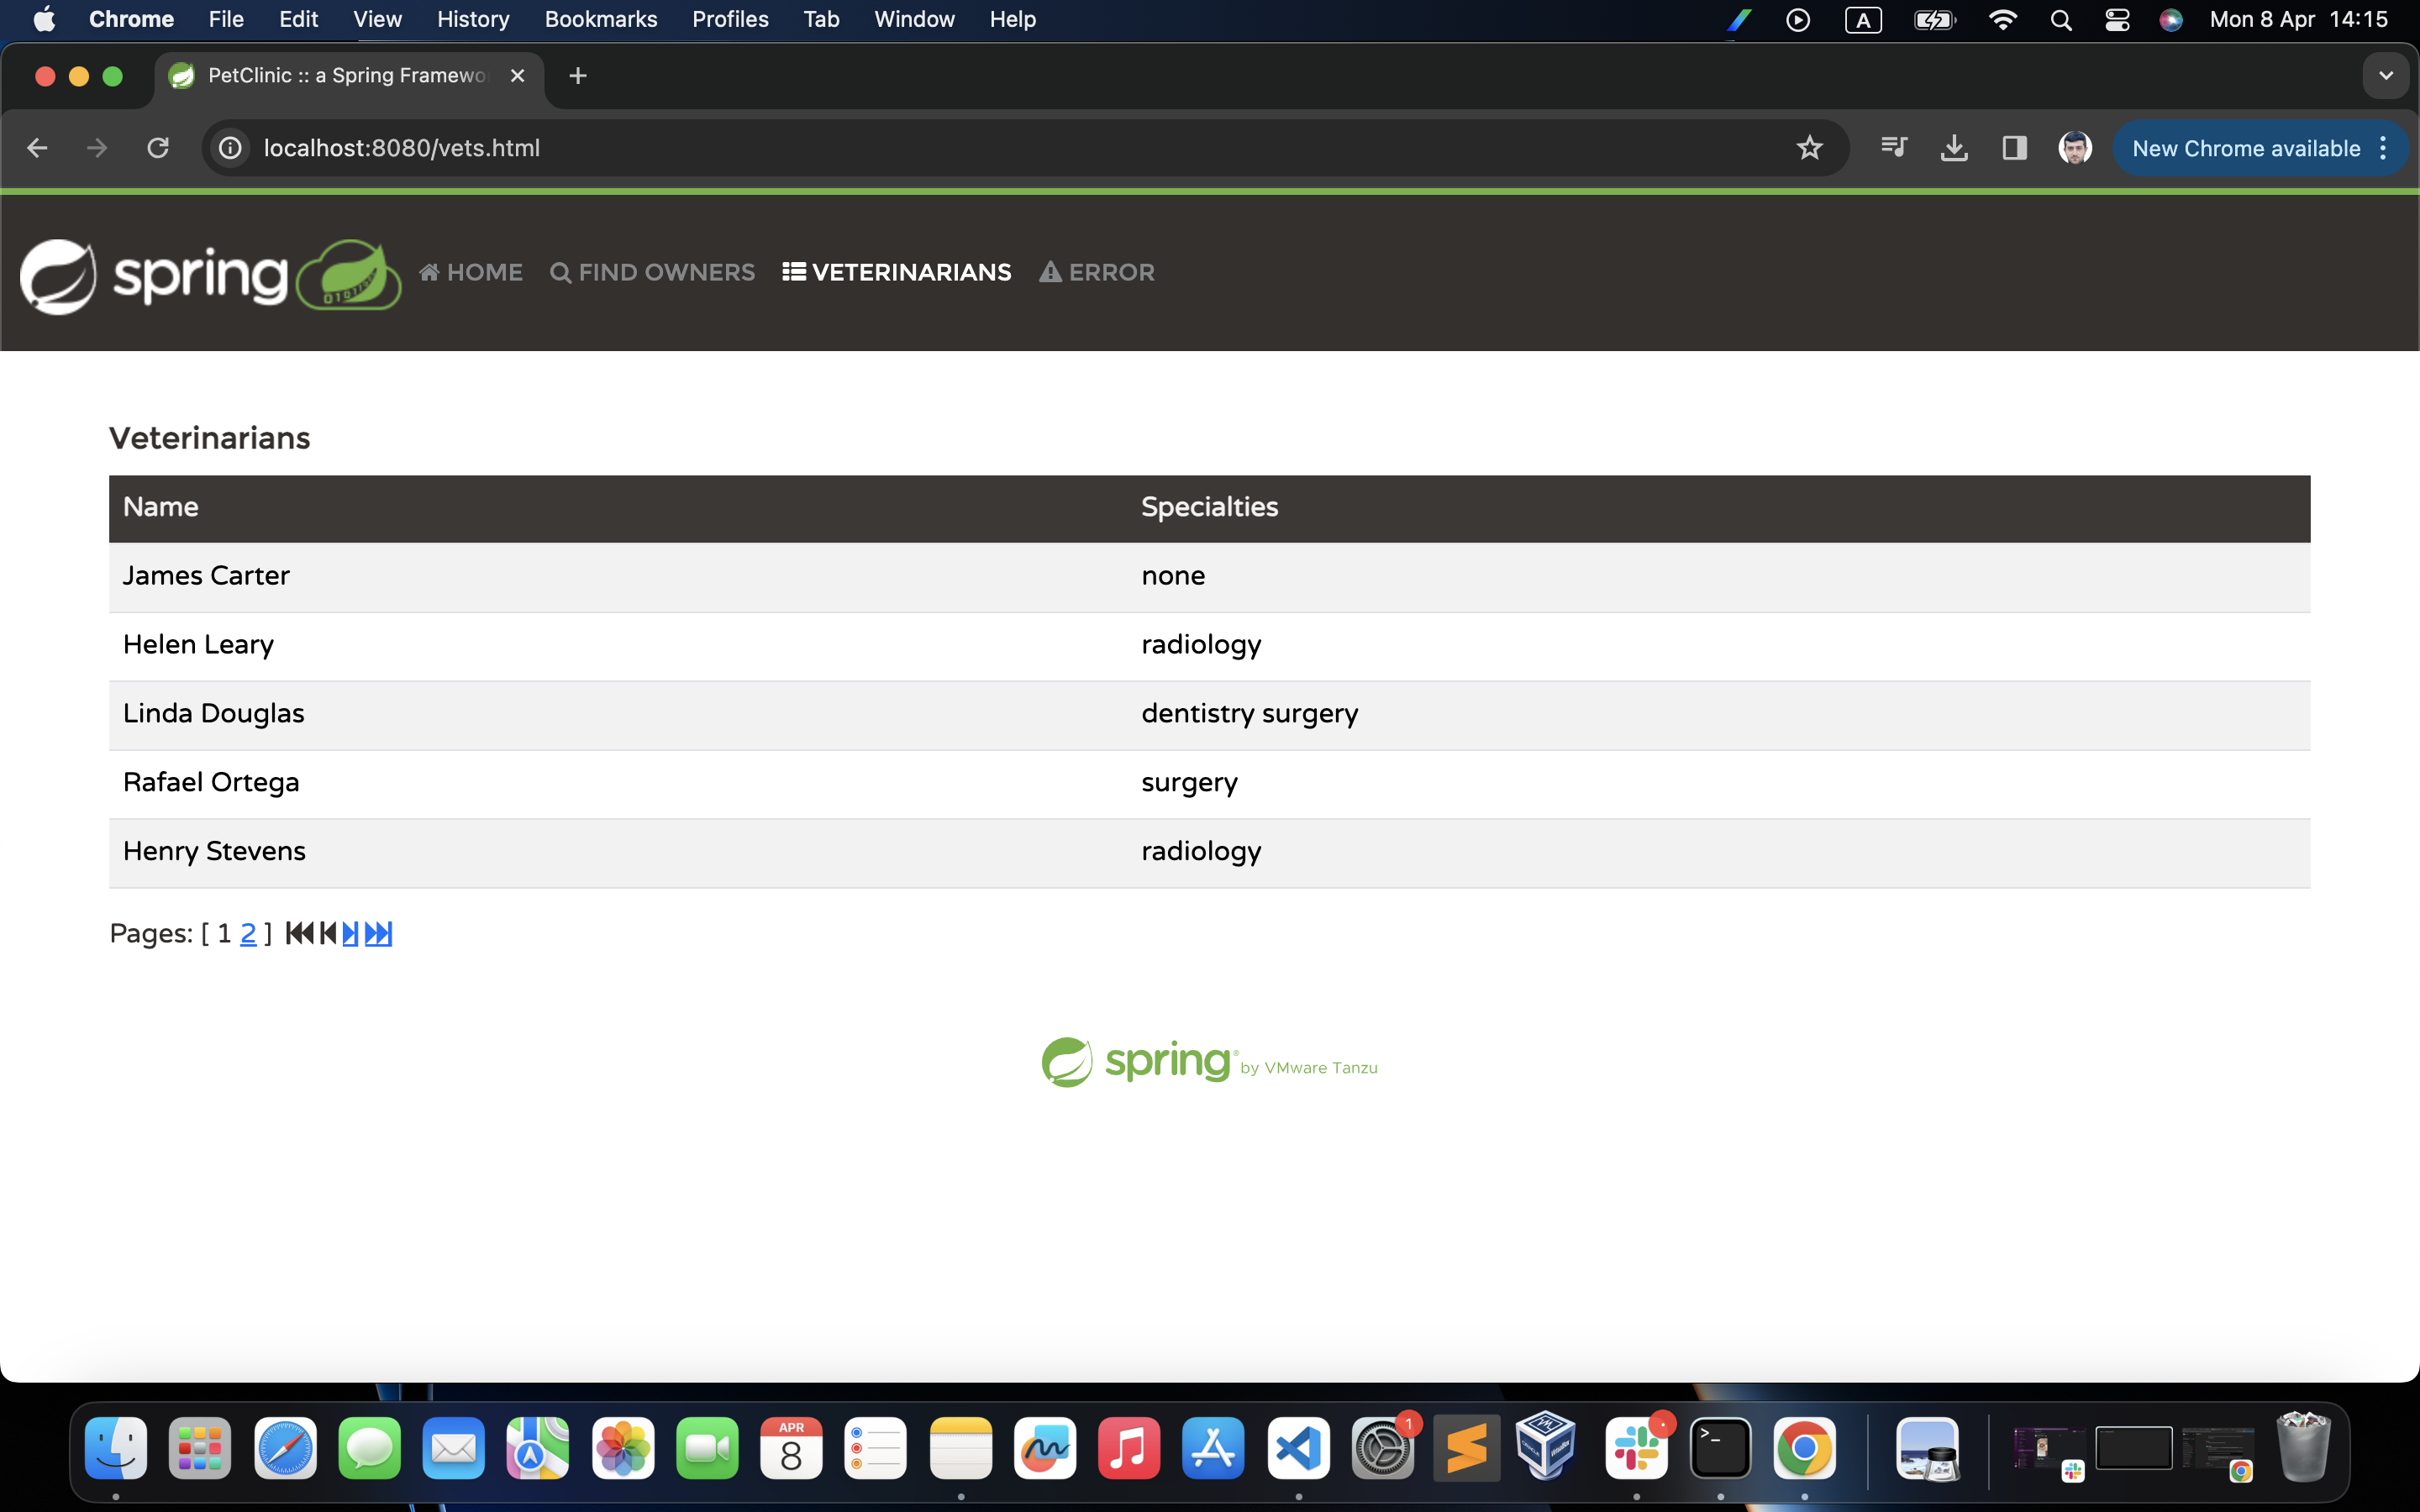 Chrome File Edit View History Bookmarks Profiles Tab Window Help A Mon 8 Apr 14:15
PetClinic :: a Spring Framewo
localhost:8080/vets.html New Chrome available
spring HOME FIND OWNERS VETERINARIANS ERROR
Veterinarians
Name Specialties
James Carter none
Helen Leary radiology
Linda Douglas dentistry surgery
Rafael Ortega surgery
Henry Stevens radiology
Pages: [ 1 2 ]
spring® by VMware Tanzu
APR
8
1
>_